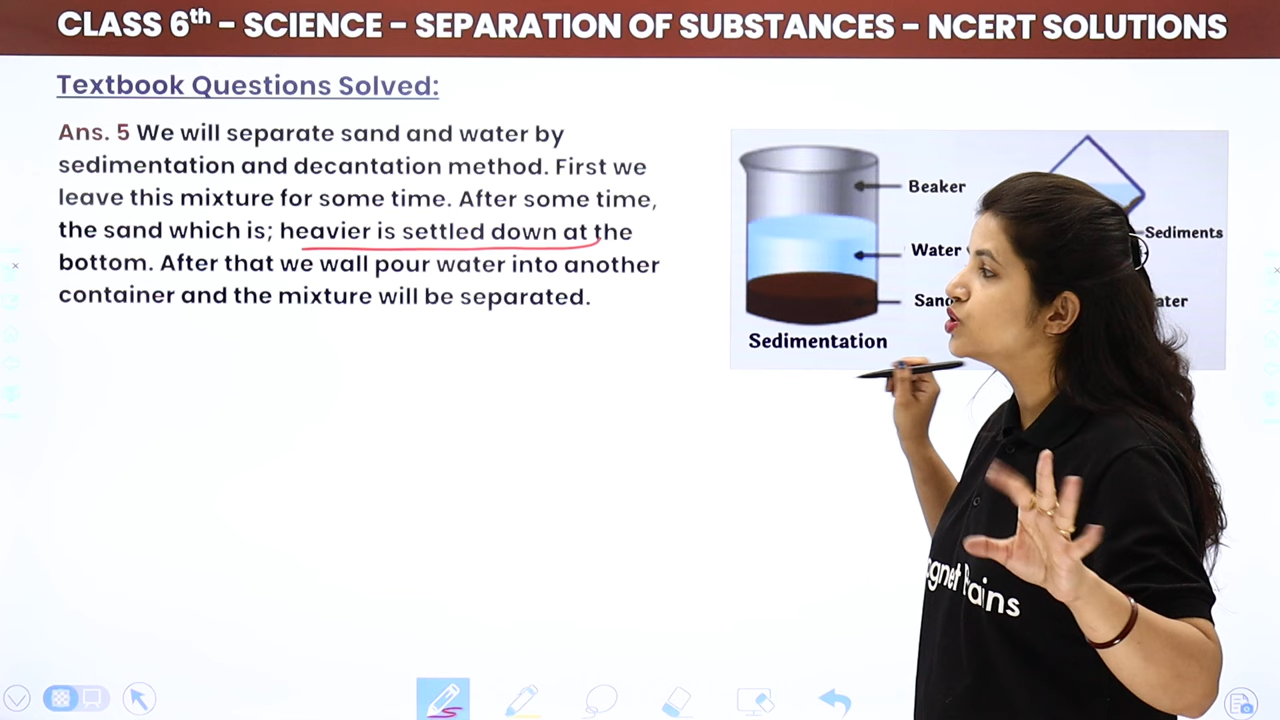 CLASS 6th – SCIENCE – SEPARATION OF SUBSTANCES – NCERT SOLUTIONS
Textbook Questions Solved:
Ans. 5 We will separate sand and water by
sedimentation and decantation method. First we
leave this mixture for some time. After some time,
the sand which is; heavier is settled down at the
bottom. After that we wall pour water into another
container and the mixture will be separated.
Beaker
Water
Sedimentation
Sediments